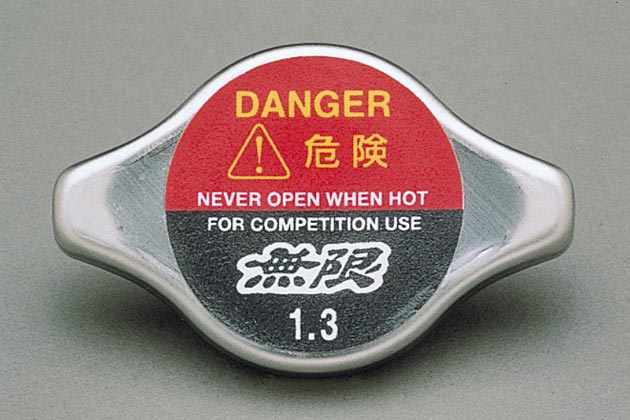 DANGER
危険
NEVER OPEN WHEN HOT
FOR COMPETITION USE
無限
1.3